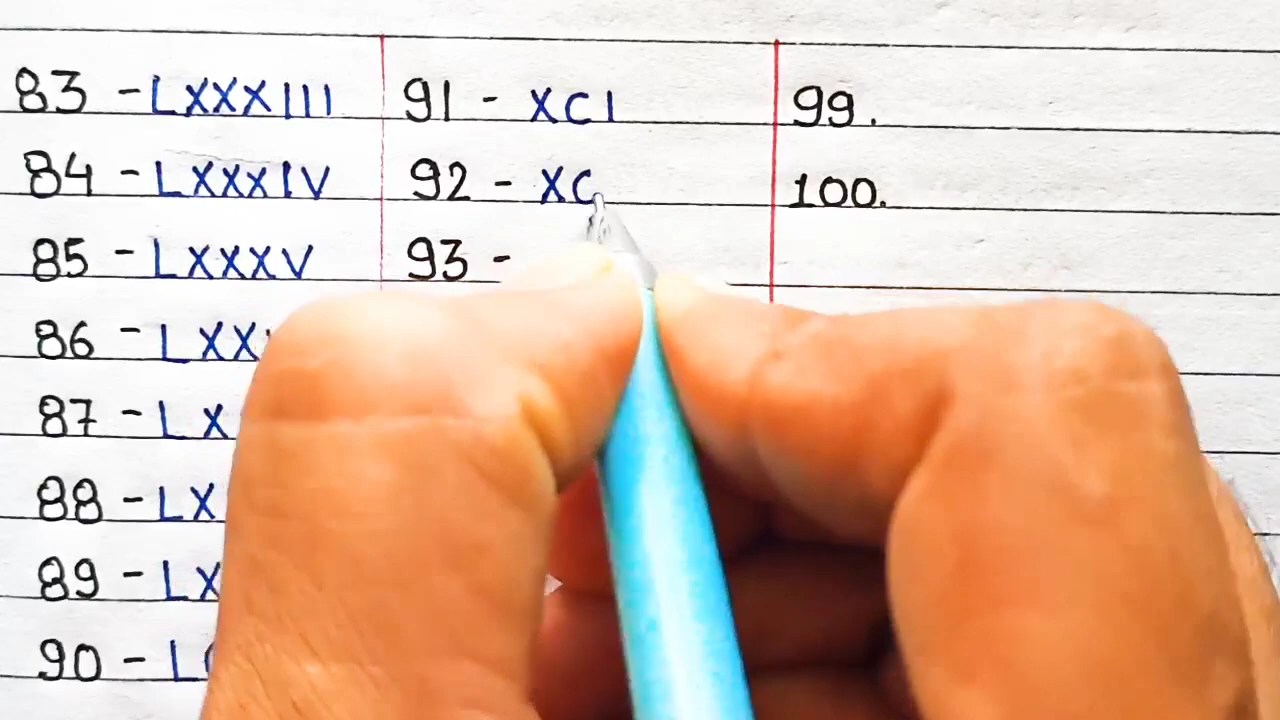 83 - LXXXIII
84 - LXXXIV
85 - LXXXV
86 - LXX
87 - LX
88 - LX
89 - LX
90 - L
91 - XCI
92 - XC
93 -
99.
100.